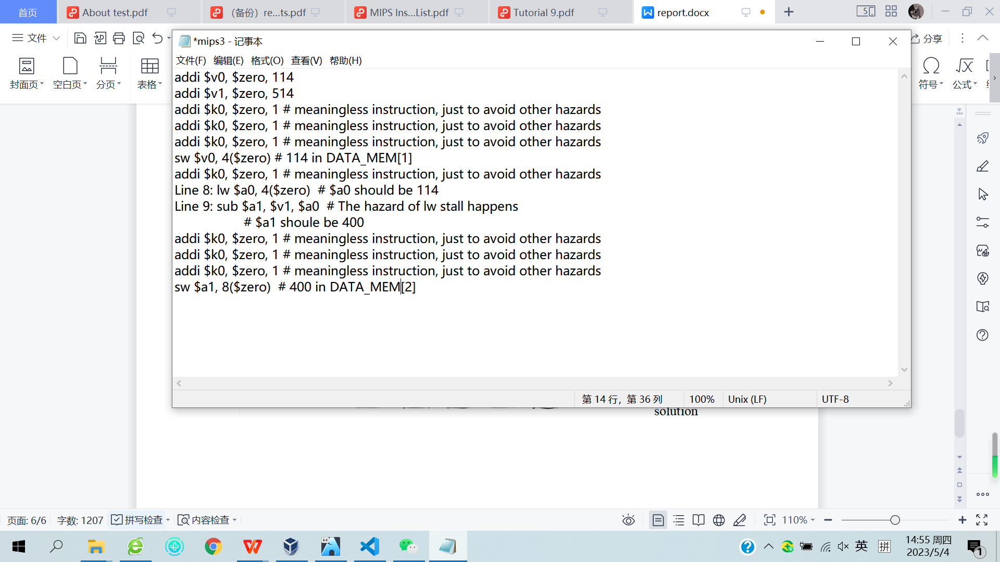 首页
About test.pdf
（备份）re...ts.pdf
MIPS Ins...List.pdf
Tutorial 9.pdf
report.docx
文件
分享
封面页
空白页
分页
表格
符号
公式
*mips3 - 记事本
文件(F) 编辑(E) 格式(O) 查看(V) 帮助(H)
addi $v0, $zero, 114
addi $v1, $zero, 514
addi $k0, $zero, 1 # meaningless instruction, just to avoid other hazards
addi $k0, $zero, 1 # meaningless instruction, just to avoid other hazards
addi $k0, $zero, 1 # meaningless instruction, just to avoid other hazards
sw $v0, 4($zero) # 114 in DATA_MEM[1]
addi $k0, $zero, 1 # meaningless instruction, just to avoid other hazards
Line 8: lw $a0, 4($zero)  # $a0 should be 114
Line 9: sub $a1, $v1, $a0  # The hazard of lw stall happens
# $a1 shoule be 400
addi $k0, $zero, 1 # meaningless instruction, just to avoid other hazards
addi $k0, $zero, 1 # meaningless instruction, just to avoid other hazards
addi $k0, $zero, 1 # meaningless instruction, just to avoid other hazards
sw $a1, 8($zero)  # 400 in DATA_MEM[2]
第 14 行，第 36 列
100%
Unix (LF)
UTF-8
solution
页面: 6/6
字数: 1207
拼写检查
内容检查
110%
64
英
拼
14:55 周四
2023/5/4
1